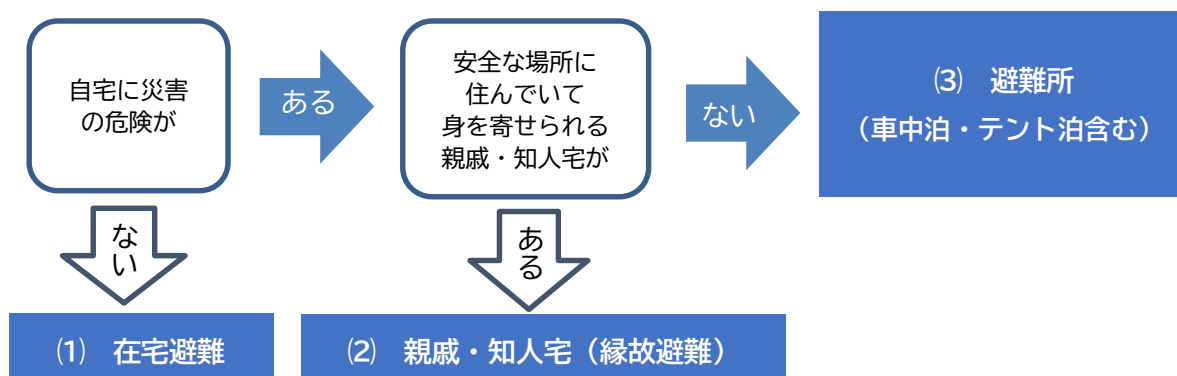 自宅に災害
の危険が
ある
安全な場所に
住んでいて
身を寄せられる
親戚・知人宅が
ない
⑶　避難所
（車中泊・テント泊含む）
ない
ある
⑴　在宅避難
⑵　親戚・知人宅（縁故避難）